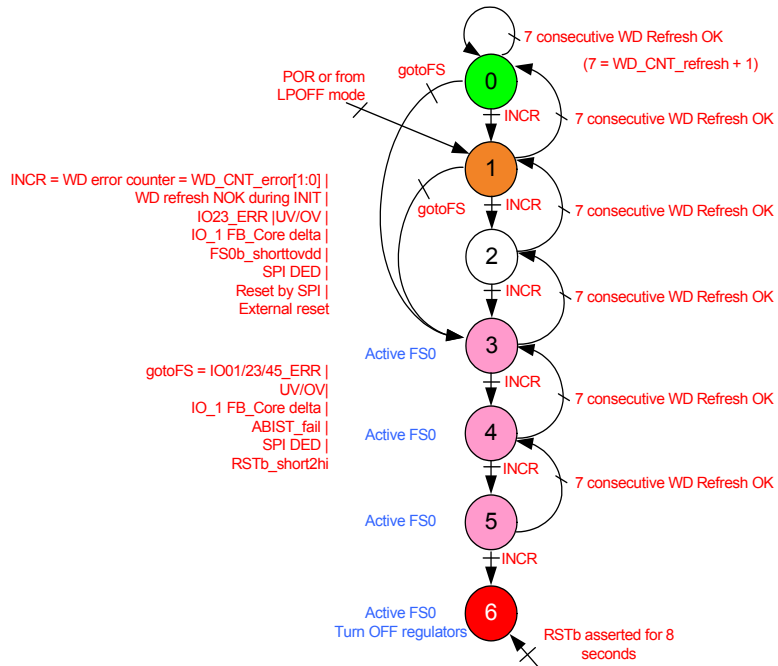 7 consecutive WD Refresh OK
(7 = WD_CNT_refresh + 1)
gotoFS
0
POR or from
LPOFF mode
INCR
7 consecutive WD Refresh OK
1
INCR = WD error counter = WD_CNT_error[1:0] |
WD refresh NOK during INIT |
IO23_ERR |UV/OV |
IO_1 FB_Core delta |
FS0b_shorttovdd |
SPI DED |
Reset by SPI |
External reset
gotoFS
INCR
7 consecutive WD Refresh OK
2
INCR
7 consecutive WD Refresh OK
Active FS0
3
gotoFS = IO01/23/45_ERR |
UV/OV|
IO_1 FB_Core delta |
ABIST_fail |
SPI DED |
RSTb_short2hi
INCR
7 consecutive WD Refresh OK
Active FS0
4
INCR
7 consecutive WD Refresh OK
Active FS0
5
INCR
Active FS0
Turn OFF regulators
6
RSTb asserted for 8
seconds